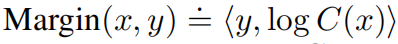 Margin(x, y) ≐ ⟨y, log C(x)⟩